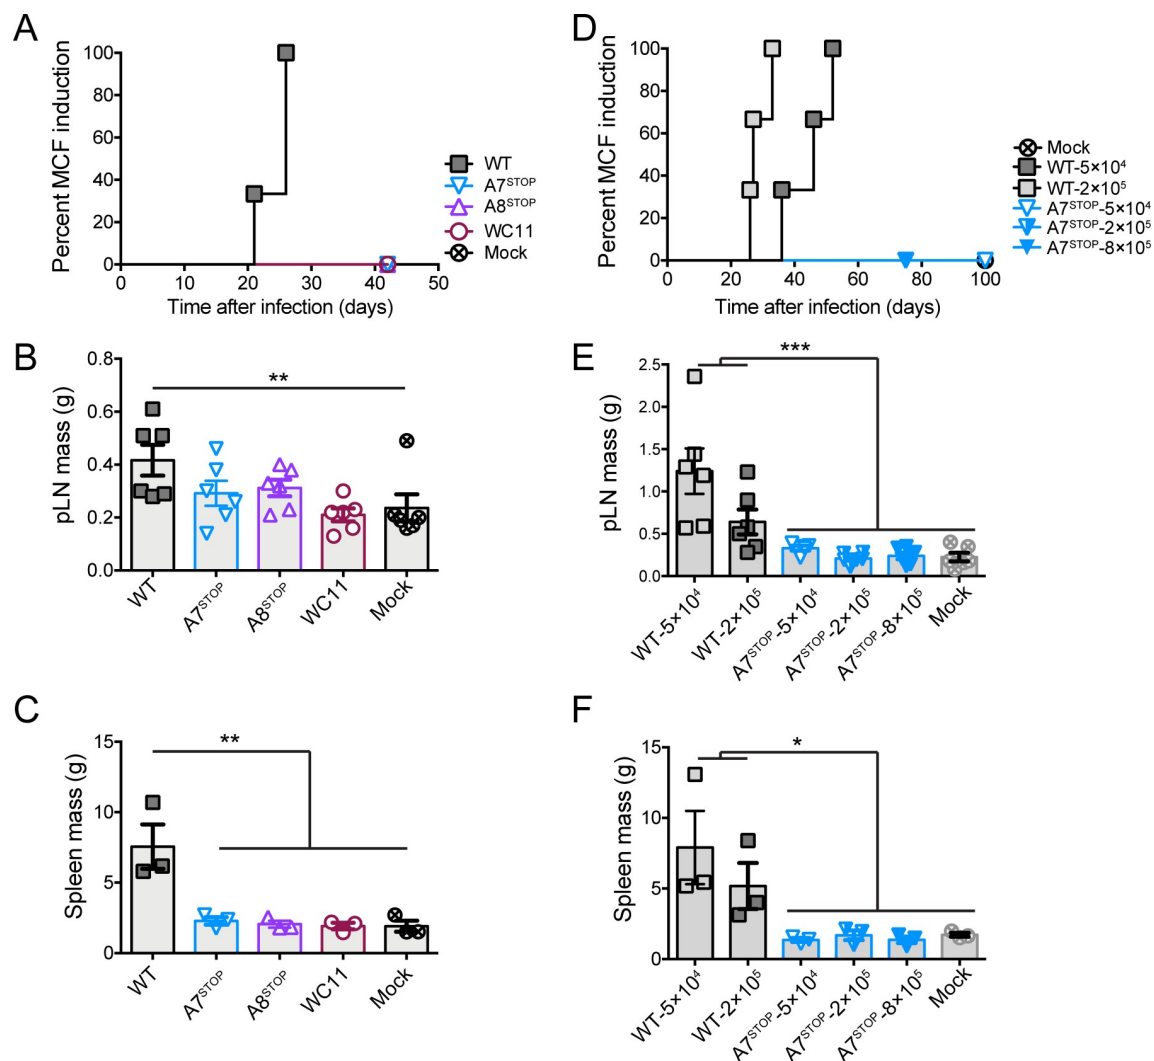 A
Percent MCF induction
100
80
60
40
20
0
0 10 20 30 40 50
Time after infection (days)
WT
A7STOP
A8STOP
WC11
Mock
D
Percent MCF induction
100
80
60
40
20
0
0 20 40 60 80 100
Time after infection (days)
Mock
WT-5×10⁴
WT-2×10⁵
A7STOP-5×10⁴
A7STOP-2×10⁵
A7STOP-8×10⁵
B
pLN mass (g)
0.8
0.6
0.4
0.2
0.0
**
WT
A7STOP
A8STOP
WC11
Mock
E
pLN mass (g)
2.5
2.0
1.5
1.0
0.5
0.0
***
WT-5×10⁴
WT-2×10⁵
A7STOP-5×10⁴
A7STOP-2×10⁵
A7STOP-8×10⁵
Mock
C
Spleen mass (g)
15
10
5
0
**
WT
A7STOP
A8STOP
WC11
Mock
F
Spleen mass (g)
15
10
5
0
*
WT-5×10⁴
WT-2×10⁵
A7STOP-5×10⁴
A7STOP-2×10⁵
A7STOP-8×10⁵
Mock